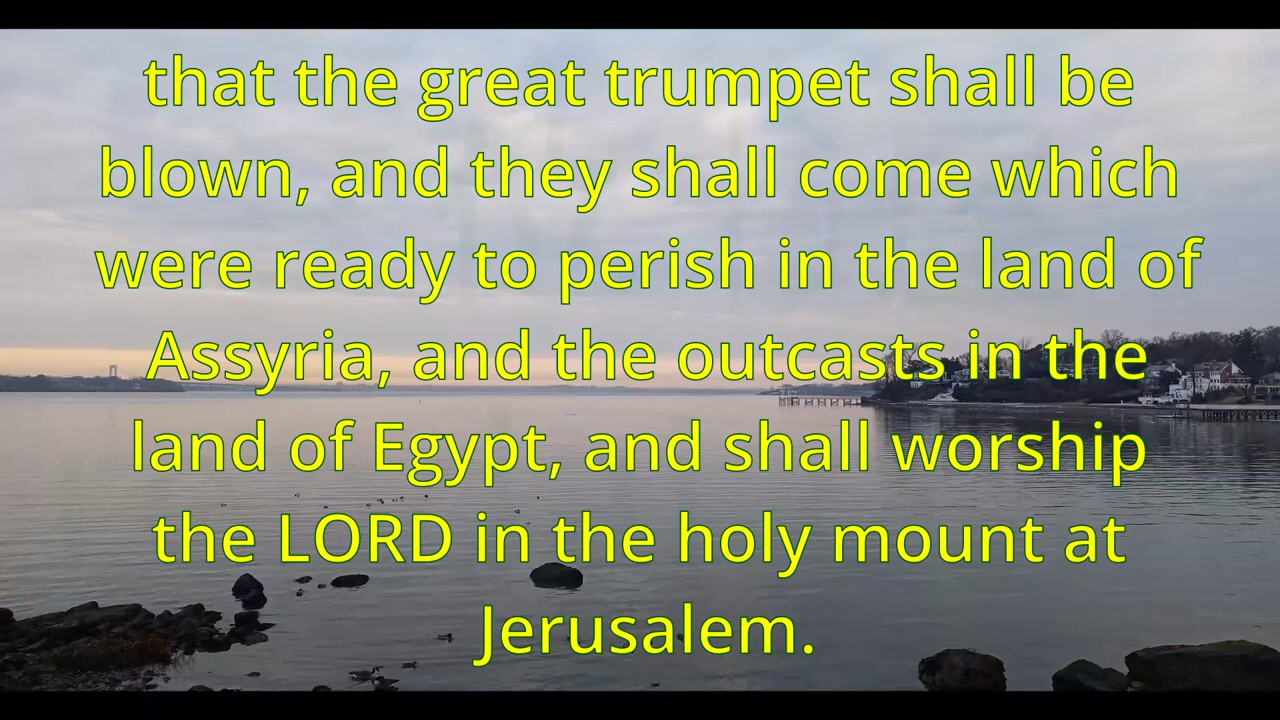 that the great trumpet shall be
blown, and they shall come which
were ready to perish in the land of
Assyria, and the outcasts in the
land of Egypt, and shall worship
the LORD in the holy mount at
Jerusalem.